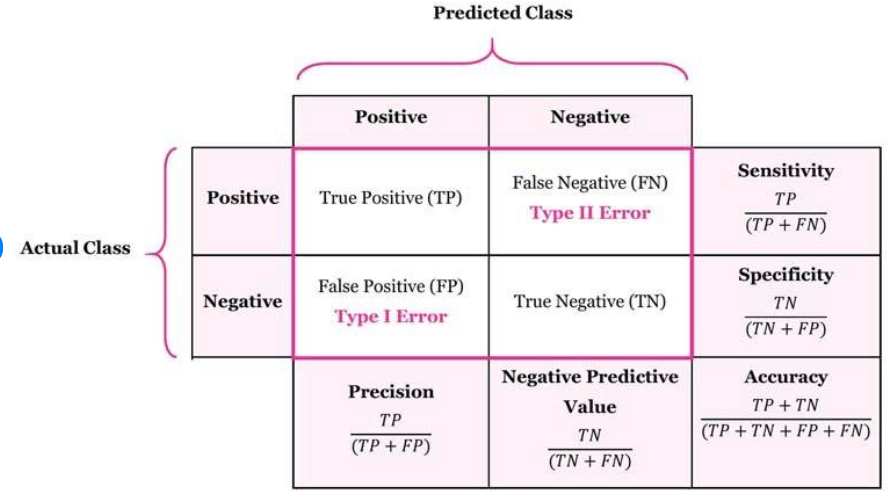 Predicted Class
Positive
Negative
Actual Class
Positive
True Positive (TP)
False Negative (FN)
Type II Error
Sensitivity
TP
(TP + FN)
Negative
False Positive (FP)
Type I Error
True Negative (TN)
Specificity
TN
(TN + FP)
Precision
TP
(TP + FP)
Negative Predictive
Value
TN
(TN + FN)
Accuracy
TP + TN
(TP + TN + FP + FN)